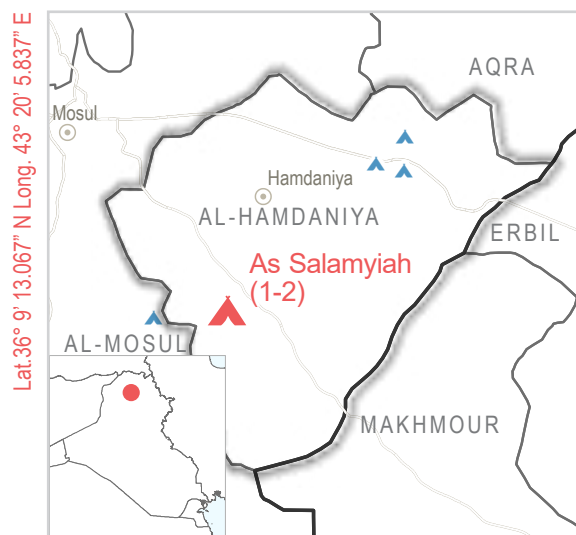 Lat.36° 9' 13.067" N Long. 43° 20' 5.837" E
AQRA
Mosul
Hamdaniya
AL-HAMDANIYA
ERBIL
As Salamyiah
(1-2)
AL-MOSUL
MAKHMOUR